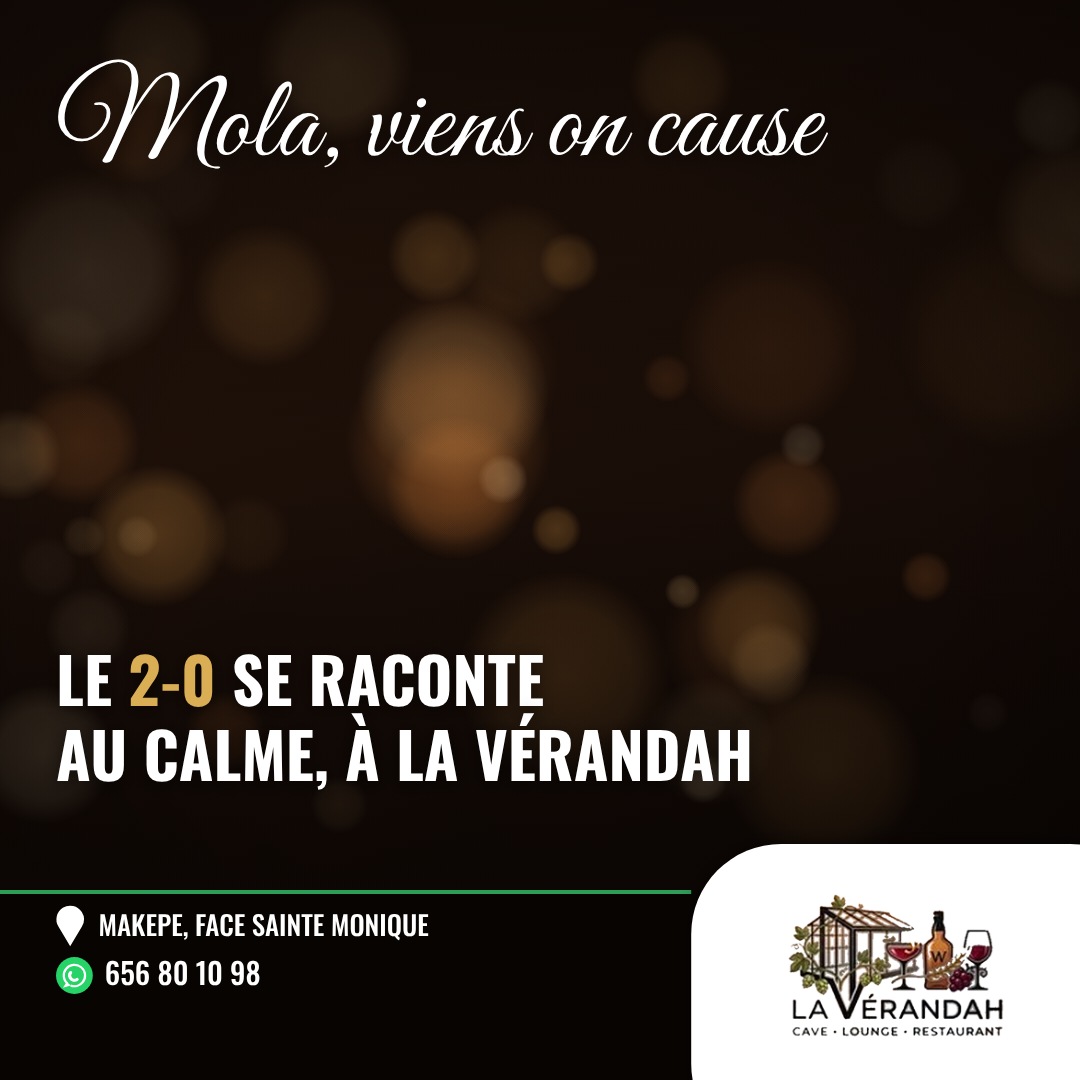 Mola, viens on cause
LE 2-0 SE RACONTE
AU CALME, À LA VÉRANDAH
MAKEPE, FACE SAINTE MONIQUE
656 80 10 98
W
LA VÉRANDAH
CAVE · LOUNGE · RESTAURANT